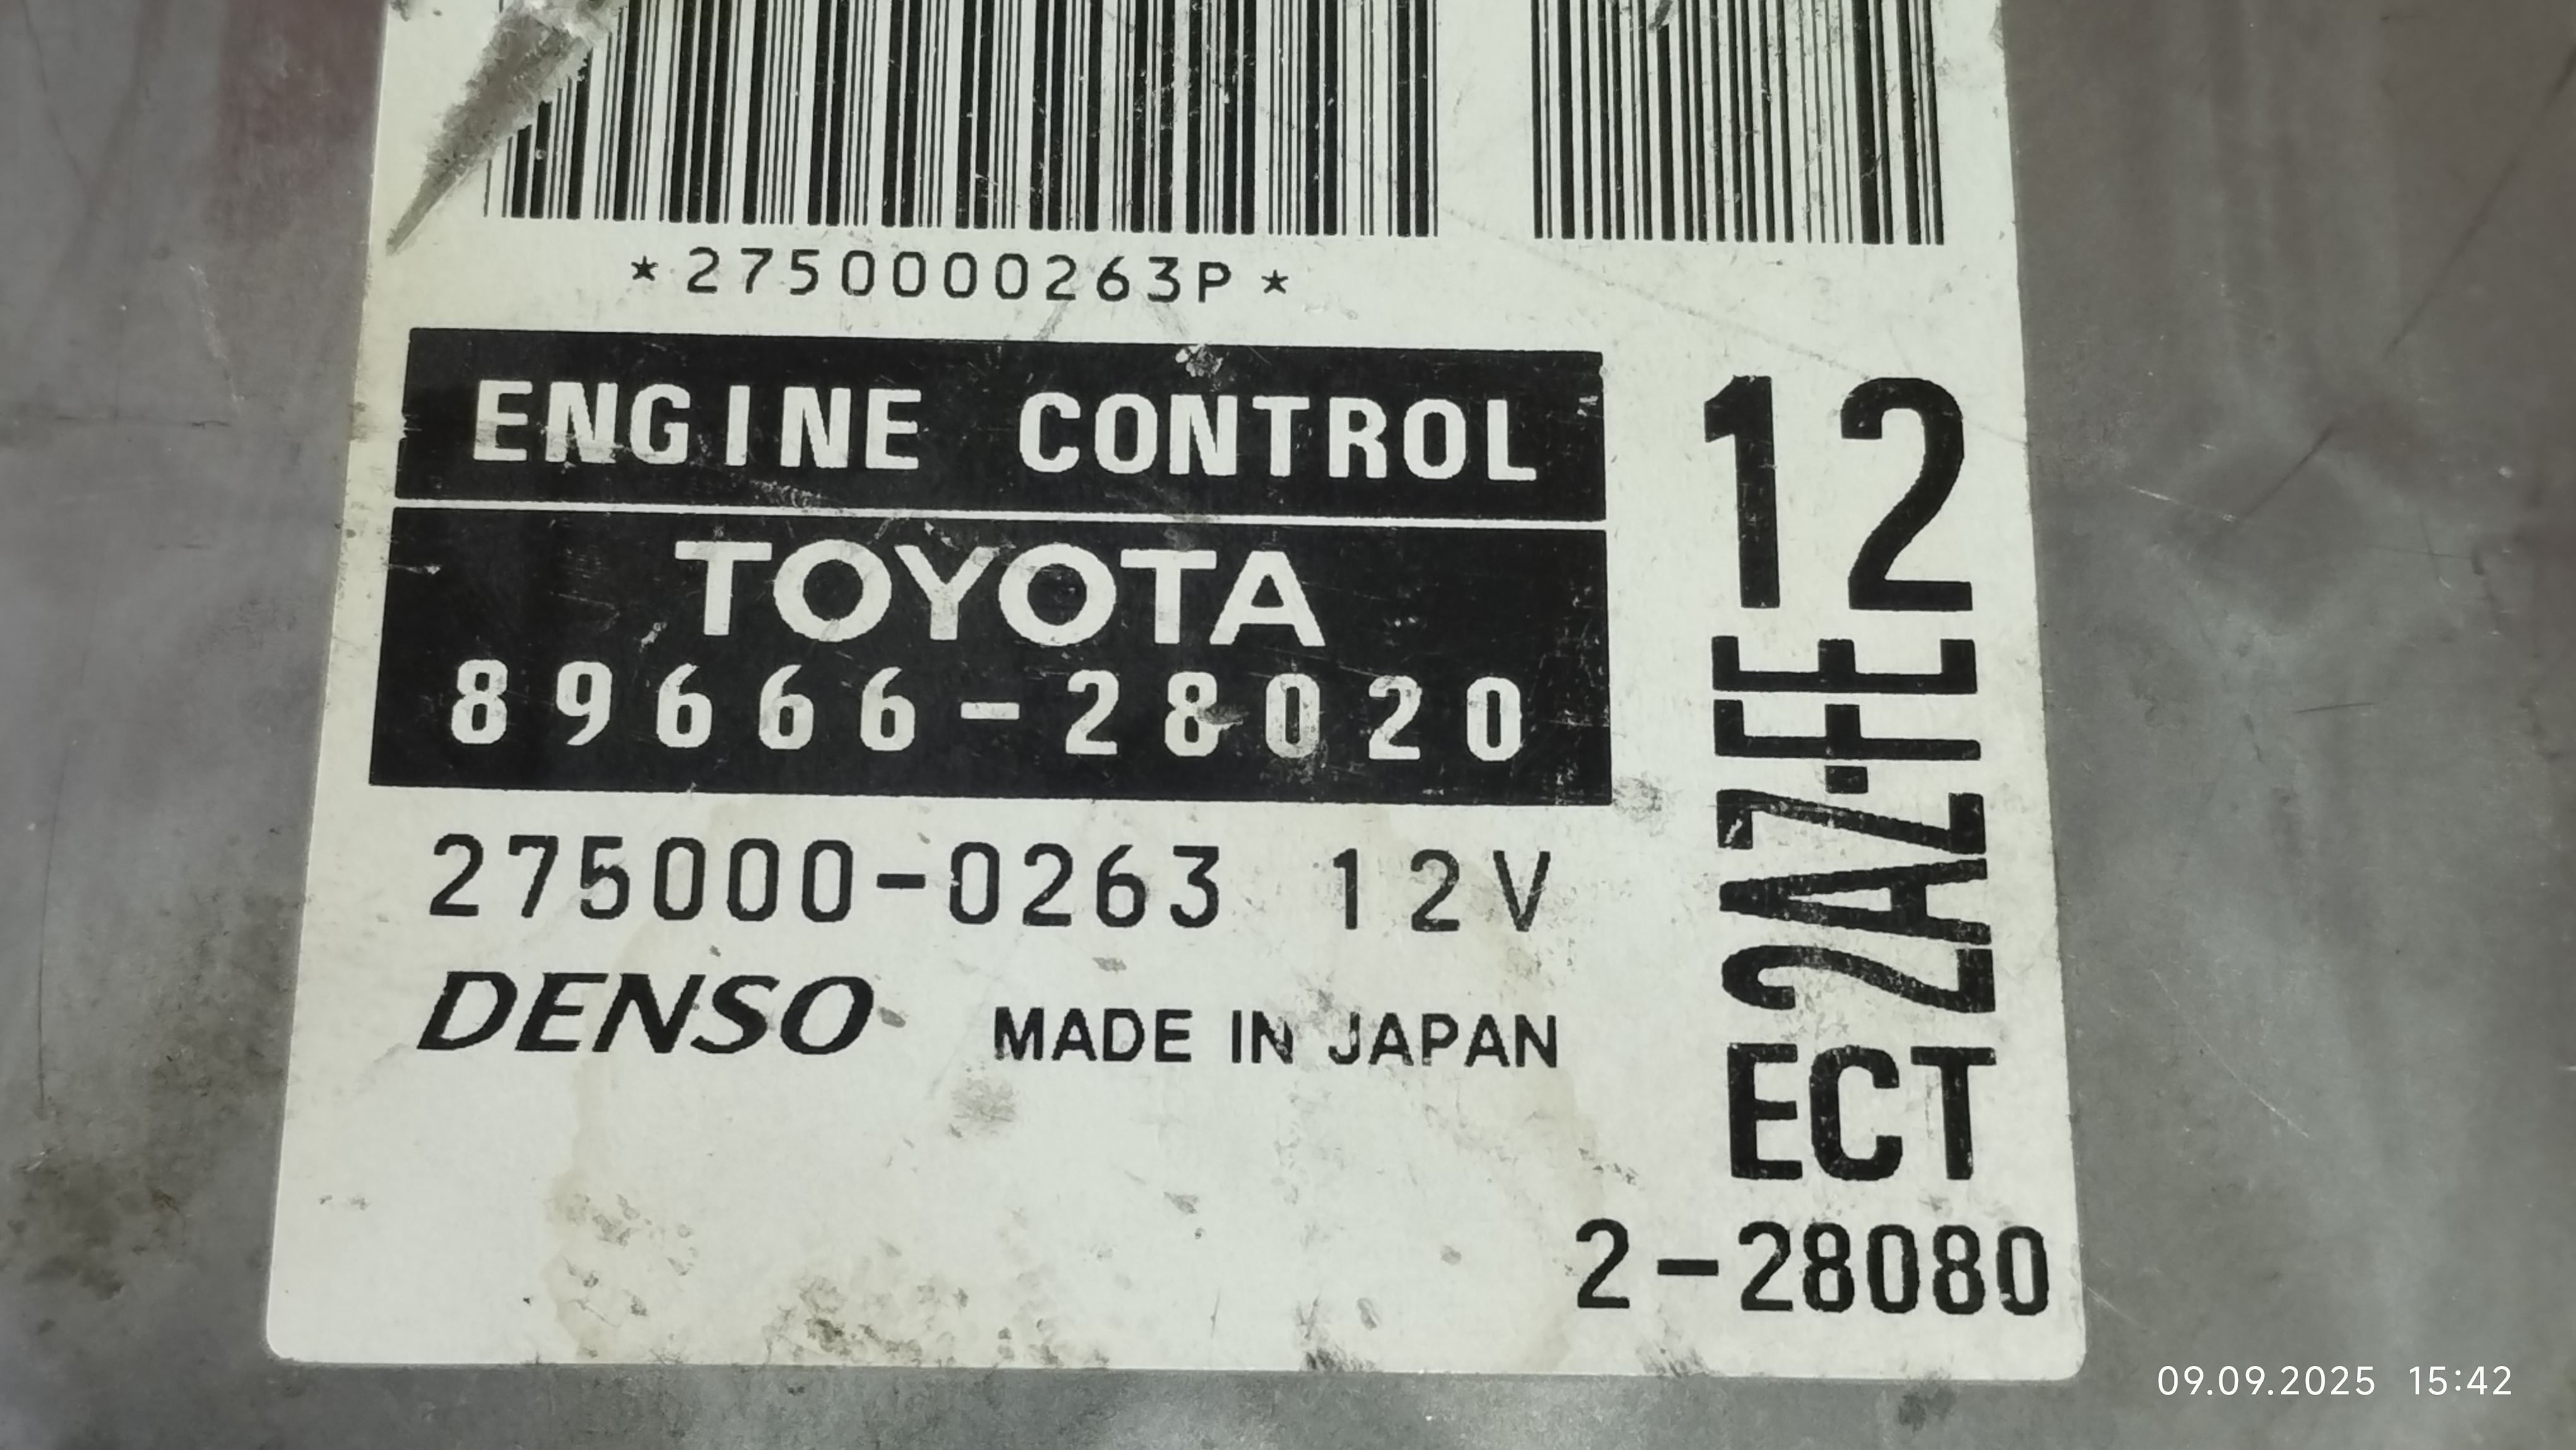 *2750000263P*
ENGINE CONTROL
TOYOTA
89666-28020
275000-0263 12V
DENSO MADE IN JAPAN
12
2AZ-FE
ECT
2-28080
09.09.2025 15:42